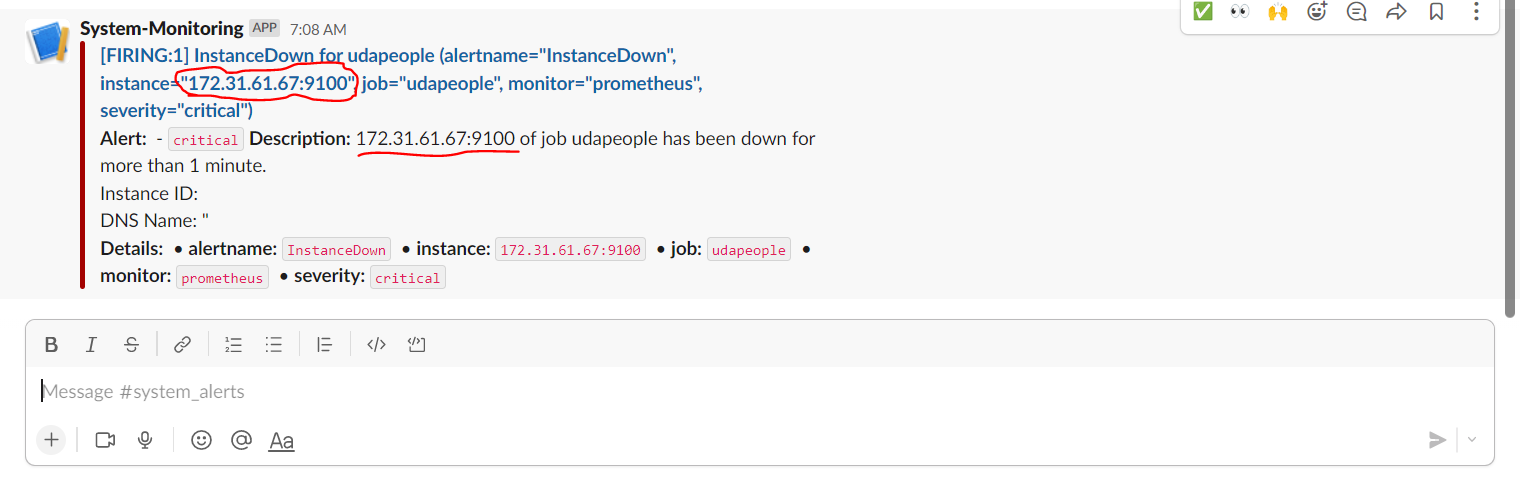 System-Monitoring APP 7:08 AM
[FIRING:1] InstanceDown for udapeople (alertname="InstanceDown",
instance="172.31.61.67:9100", job="udapeople", monitor="prometheus",
severity="critical")
Alert: - critical Description: 172.31.61.67:9100 of job udapeople has been down for
more than 1 minute.
Instance ID:
DNS Name: "
Details: • alertname: InstanceDown • instance: 172.31.61.67:9100 • job: udapeople •
monitor: prometheus • severity: critical
B I S
Message #system_alerts
Aa